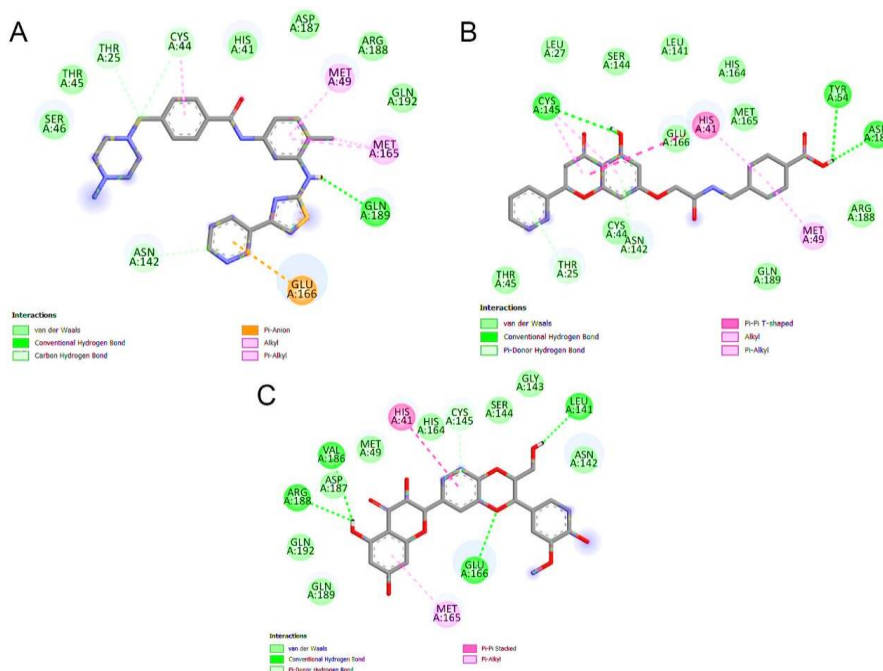 A
THR
A:25
CYS
A:44
HIS
A:41
ASP
A:187
ARG
A:188
THR
A:45
MET
A:49
GLN
A:192
SER
A:46
MET
A:165
GLN
A:189
ASN
A:142
GLU
A:166
Interactions
van der Waals
Conventional Hydrogen Bond
Carbon Hydrogen Bond
Pi-Anion
Alkyl
Pi-Alkyl
B
LEU
A:27
SER
A:144
LEU
A:141
HIS
A:164
CYS
A:145
TYR
A:54
GLU
A:166
HIS
A:41
MET
A:165
ARG
A:188
CYS
A:44
ASN
A:142
MET
A:49
THR
A:45
THR
A:25
GLN
A:189
Interactions
van der Waals
Conventional Hydrogen Bond
Pi-Donor Hydrogen Bond
Pi-Pi T-shaped
Alkyl
Pi-Alkyl
C
HIS
A:41
HIS
A:164
CYS
A:145
SER
A:144
GLY
A:143
LEU
A:141
VAL
A:186
MET
A:49
ASN
A:142
ARG
A:188
ASP
A:187
GLN
A:192
GLU
A:166
GLN
A:189
MET
A:165
Interactions
van der Waals
Conventional Hydrogen Bond
Pi-Donor Hydrogen Bond
Pi-Pi Stacked
Pi-Alkyl